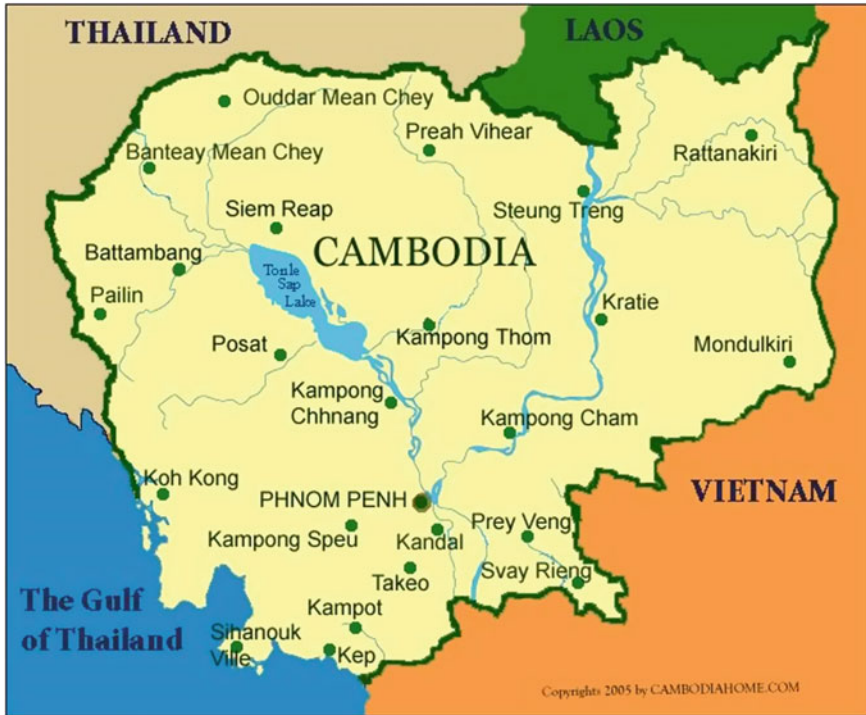 THAILAND
LAOS
Ouddar Mean Chey
Preah Vihear
Rattanakiri
Banteay Mean Chey
Siem Reap
Steung Treng
CAMBODIA
Battambang
Tonle
Sap
Lake
Pailin
Kratie
Kampong Thom
Posat
Mondulkiri
Kampong
Chhnang
Kampong Cham
Koh Kong
PHNOM PENH
VIETNAM
Prey Veng
Kampong Speu
Kandal
Svay Rieng
Takeo
The Gulf
of Thailand
Kampot
Sihanouk
Ville
Kep
Copyrights 2005 by CAMBODIAHOME.COM